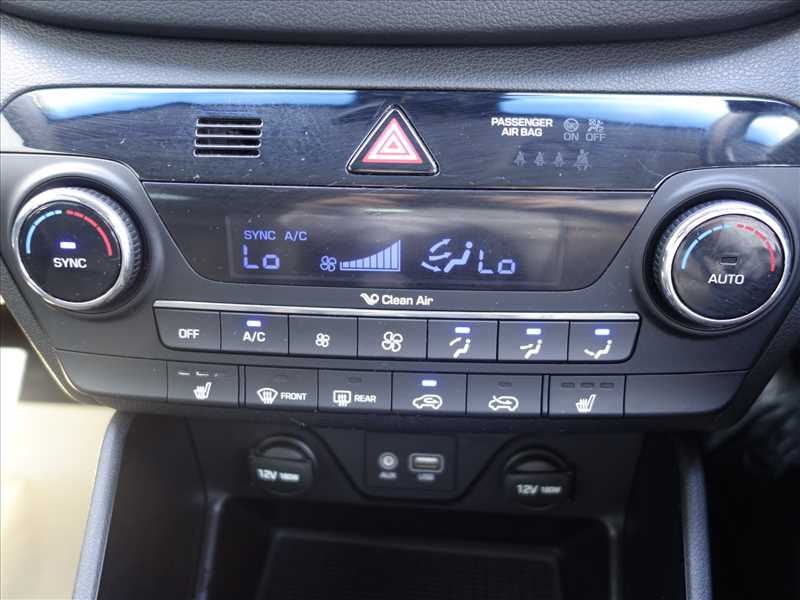 PASSENGER
AIR BAG
ON OFF
SYNC A/C
Lo Lo
SYNC
AUTO
Clean Air
OFF A/C
FRONT REAR
12V 180W
AUX USB
12V 180W